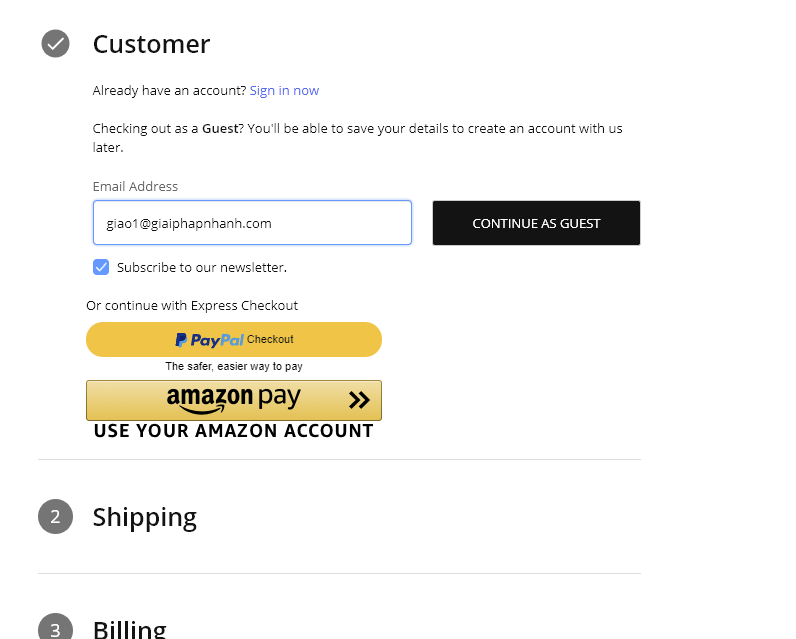 Customer
Already have an account? Sign in now
Checking out as a Guest? You'll be able to save your details to create an account with us
later.
Email Address
giao1@giaiphapnhanh.com
CONTINUE AS GUEST
Subscribe to our newsletter.
Or continue with Express Checkout
PayPal Checkout
The safer, easier way to pay
amazon pay
USE YOUR AMAZON ACCOUNT
2 Shipping
3 Billing